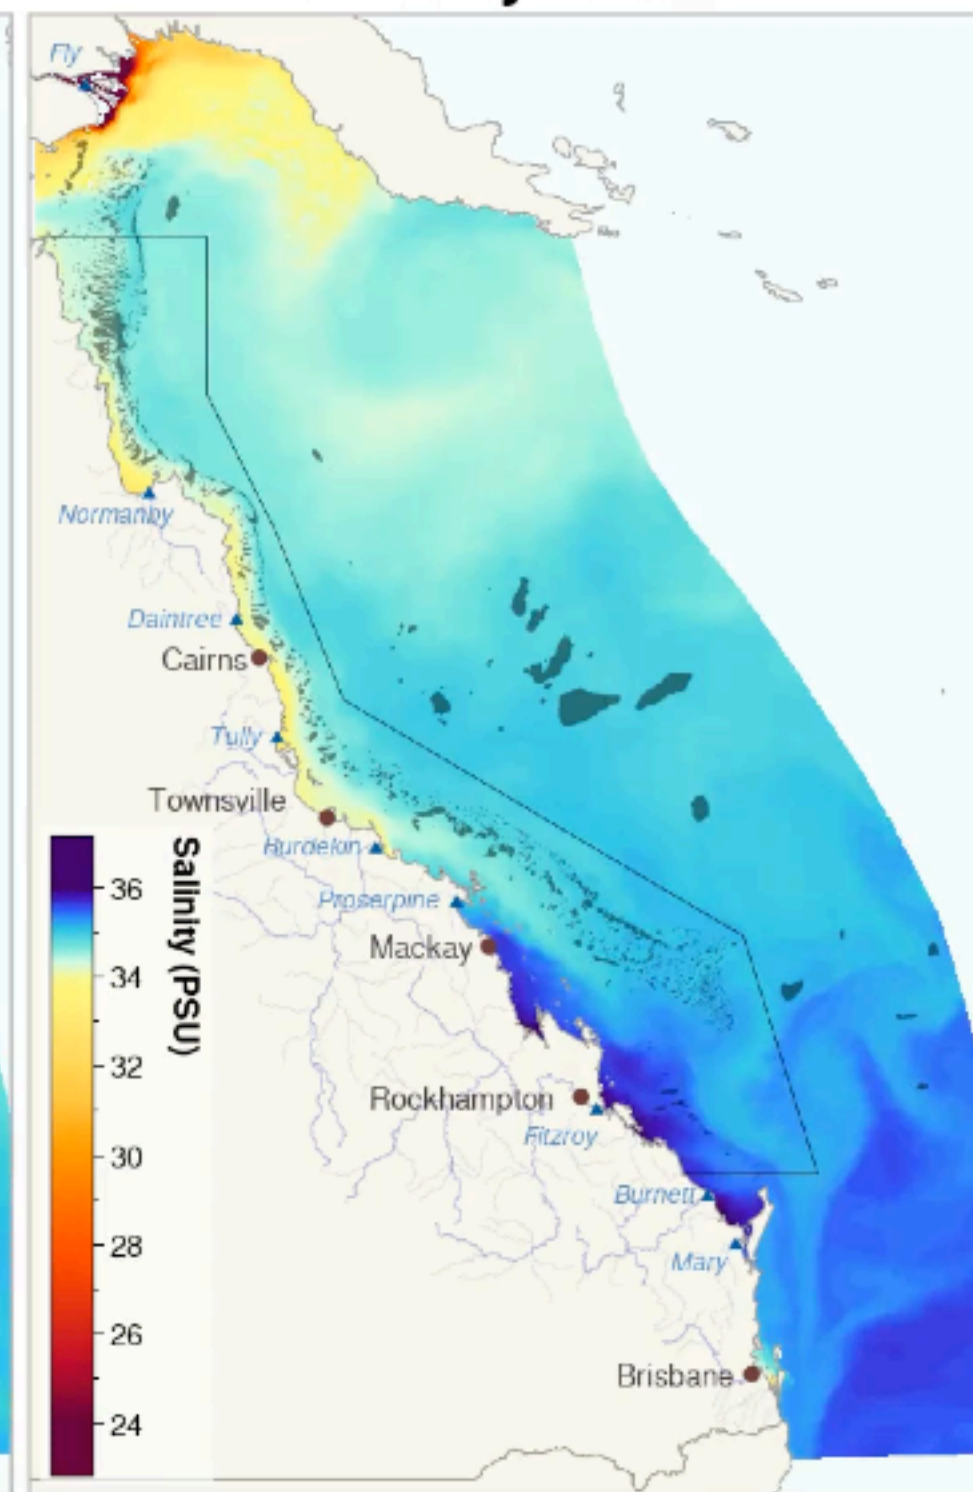 Fly
Normanby
Daintree
Cairns
Tully
Townsville
Burdekin
Proserpine
Mackay
Rockhampton
Fitzroy
Burnett
Mary
Brisbane
Salinity (PSU)
36
34
32
30
28
26
24